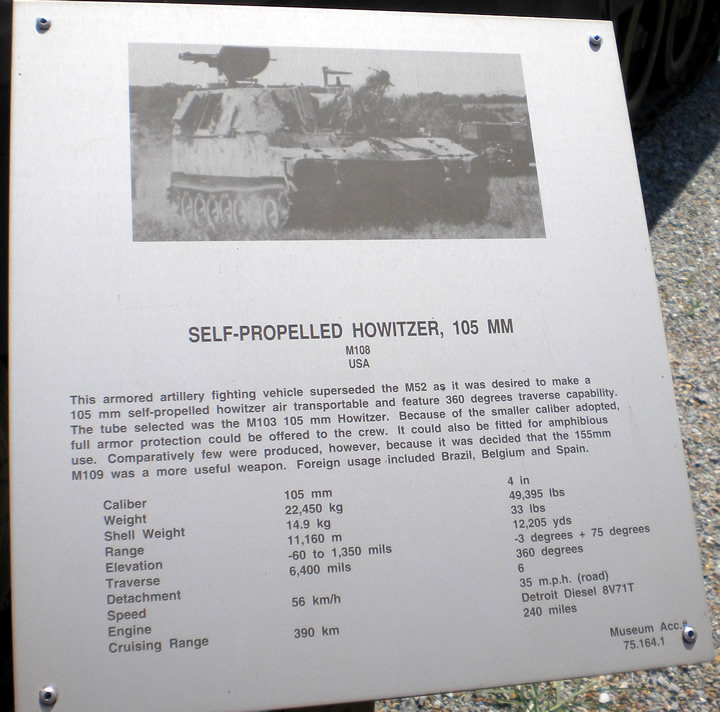 SELF-PROPELLED HOWITZER, 105 MM
M108
USA
This armored artillery fighting vehicle superseded the M52 as it was desired to make a
105 mm self-propelled howitzer air transportable and feature 360 degrees traverse capability.
The tube selected was the M103 105 mm Howitzer. Because of the smaller caliber adopted,
full armor protection could be offered to the crew. It could also be fitted for amphibious
use. Comparatively few were produced, however, because it was decided that the 155mm
M109 was a more useful weapon. Foreign usage included Brazil, Belgium and Spain.
Caliber 105 mm 4 in
Weight 22,450 kg 49,395 lbs
Shell Weight 14.9 kg 33 lbs
Range 11,160 m 12,205 yds
Elevation -60 to 1,350 mils -3 degrees + 75 degrees
Traverse 6,400 mils 360 degrees
Detachment 6
Speed 56 km/h 35 m.p.h. (road)
Engine Detroit Diesel 8V71T
Cruising Range 390 km 240 miles
Museum Acc.
75.164.1